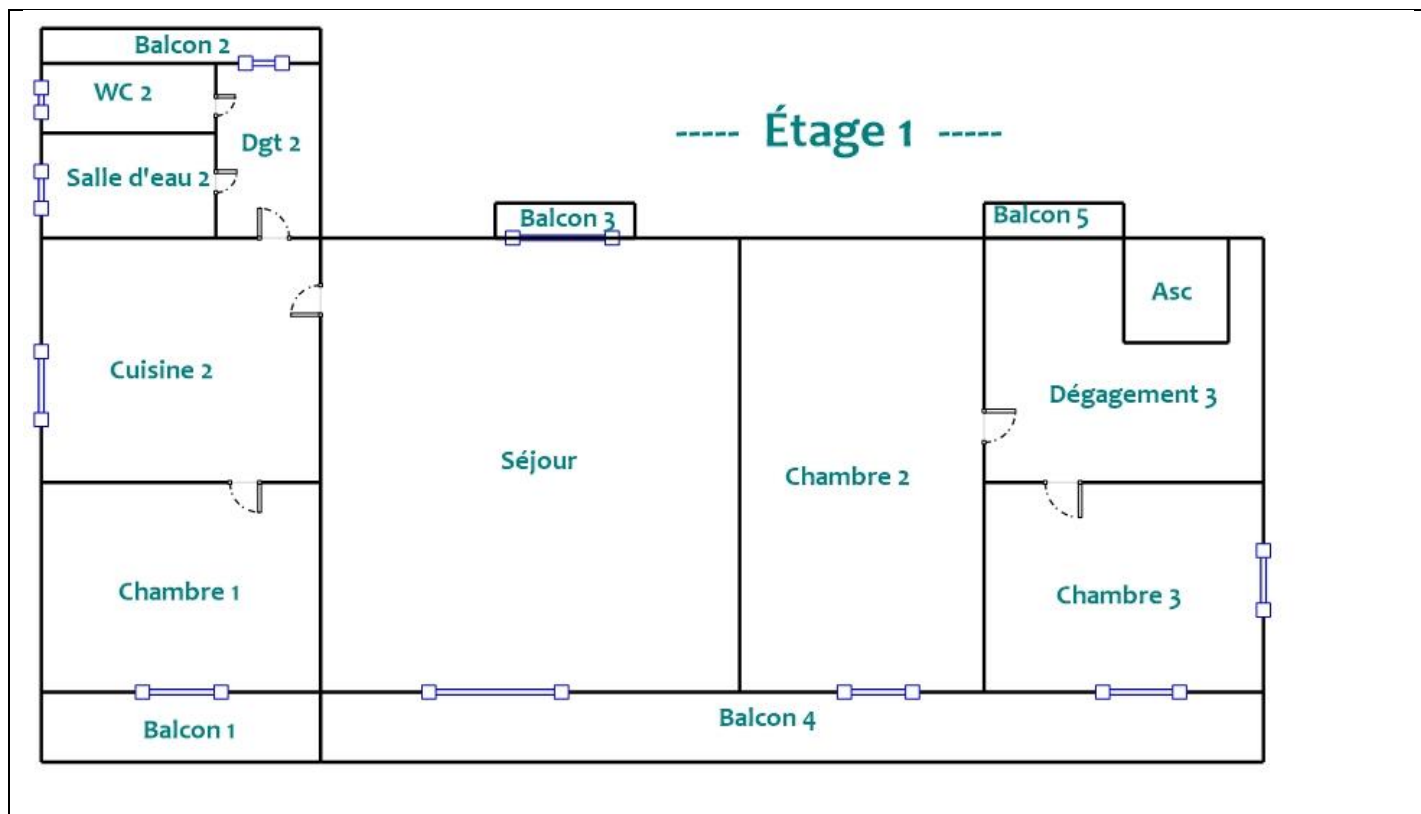 Balcon 2
WC 2
Dgt 2
Salle d'eau 2
----- Étage 1 -----
Balcon 3
Balcon 5
Asc
Cuisine 2
Dégagement 3
Séjour
Chambre 2
Chambre 1
Chambre 3
Balcon 1
Balcon 4